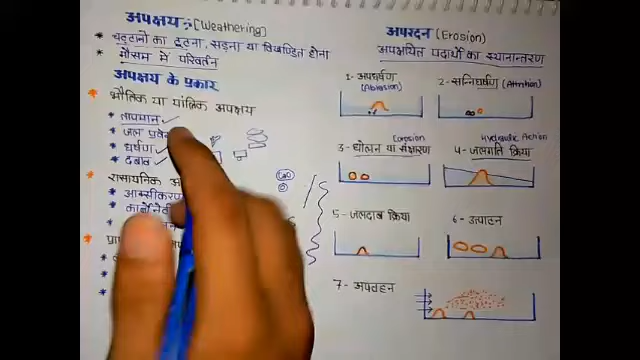 अपक्षय :- [Weathering]
* चट्टानों का टूटना, सड़ना या विखण्डित होना
* मौसम में परिवर्तन
अपक्षय के प्रकार
* भौतिक या यांत्रिक अपक्षय
* तापमान
* जल प्रवे
* घर्षण
* दबाव
* रासायनिक अ
* आक्सीकरण
* कार्बोनेटी
अपरदन (Erosion)
अपक्षयित पदार्थो का स्थानान्तरण
1- अपघर्षण
(Abrasion)
2- सन्निघर्षण
(Attrition)
3- घोलन या संक्षारण
Corrosion
4- जलगति क्रिया
Hydraulic Action
5- जलदाब क्रिया
6- उत्पाटन
7- अपवहन